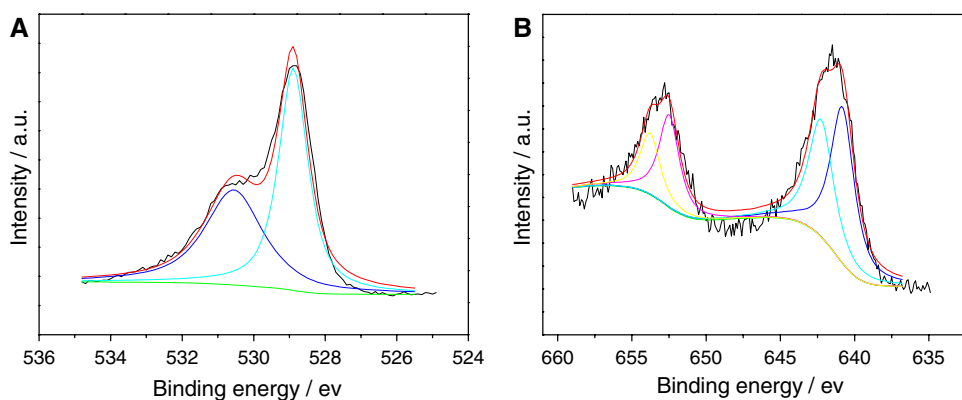 A
Intensity / a.u.
536 534 532 530 528 526 524
Binding energy / ev
B
Intensity / a.u.
660 655 650 645 640 635
Binding energy / ev